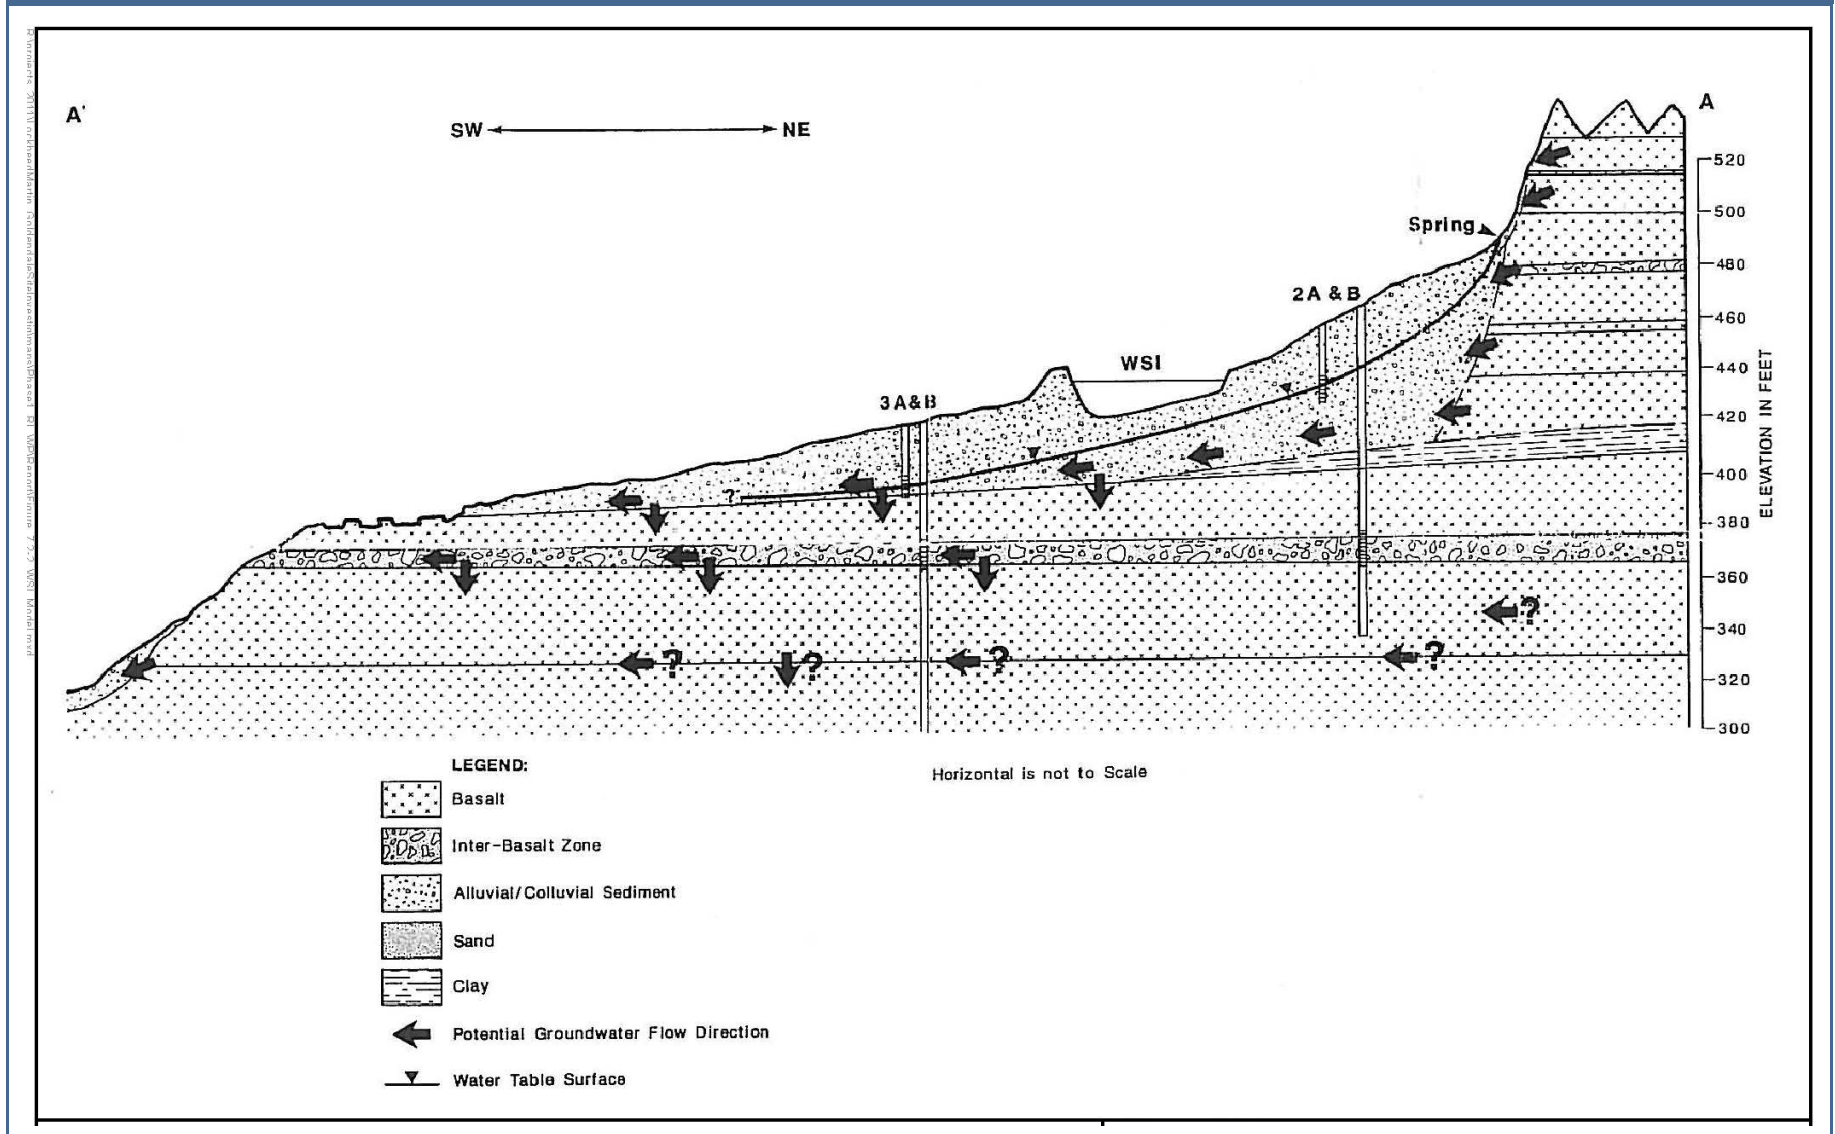 A'
A
SW
NE
520
500
Spring
480
2A & B
460
WSI
440
3A&B
420
400
?
380
360
?
340
?
?
?
?
320
300
ELEVATION IN FEET
LEGEND:
Horizontal is not to Scale
Basalt
Inter-Basalt Zone
Alluvial/Colluvial Sediment
Sand
Clay
Potential Groundwater Flow Direction
Water Table Surface